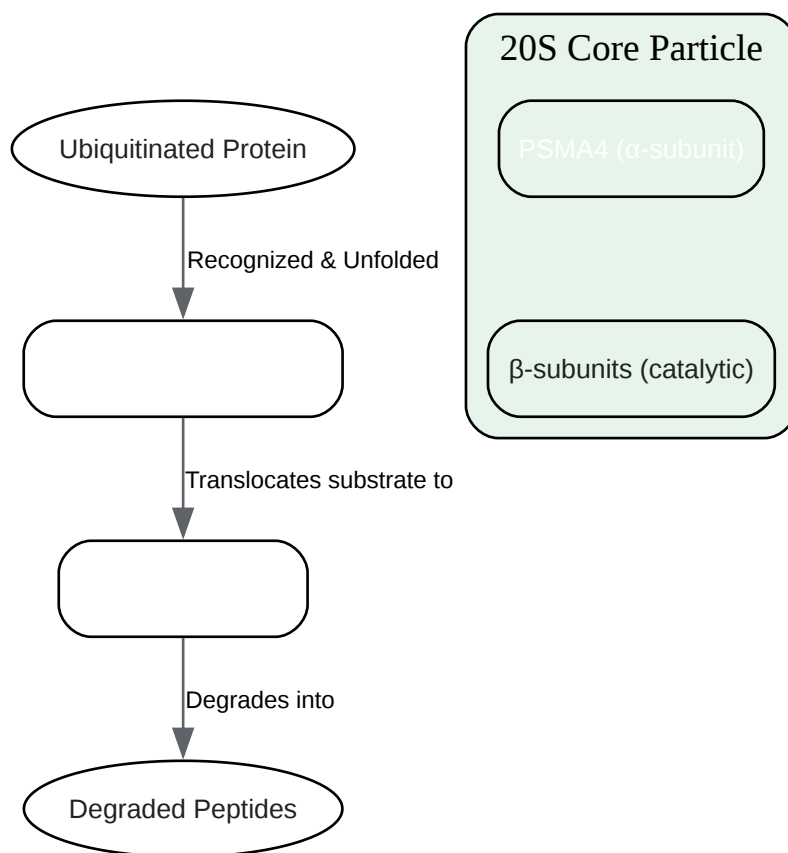 20S Core Particle
Ubiquitinated Protein
PSMA4 (α-subunit)
Recognized & Unfolded
β-subunits (catalytic)
Translocates substrate to
Degrades into
Degraded Peptides